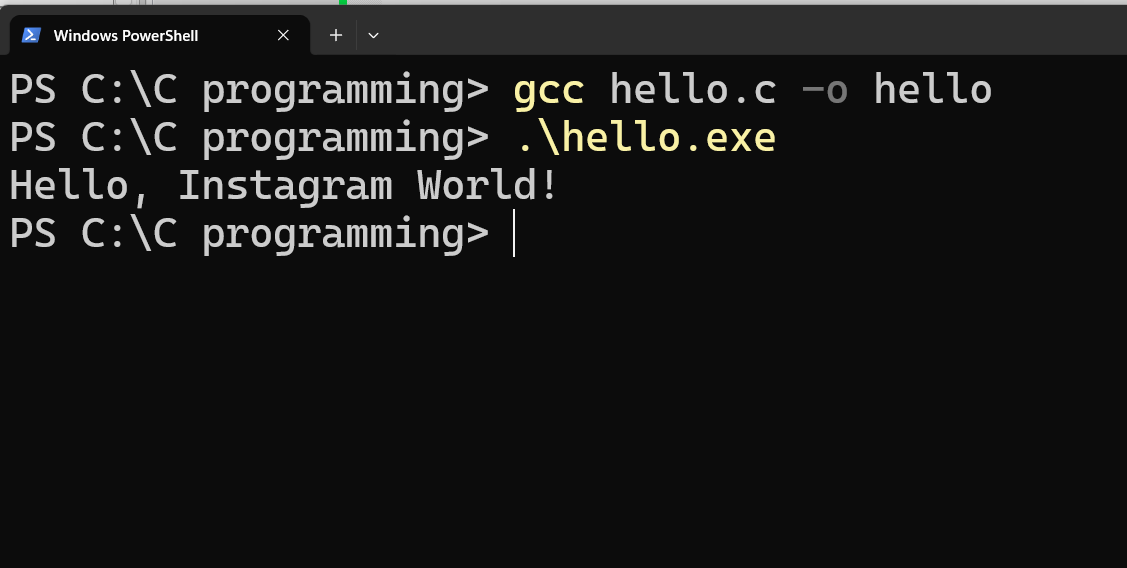 Windows PowerShell
PS C:\C programming> gcc hello.c -o hello
PS C:\C programming> .\hello.exe
Hello, Instagram World!
PS C:\C programming>